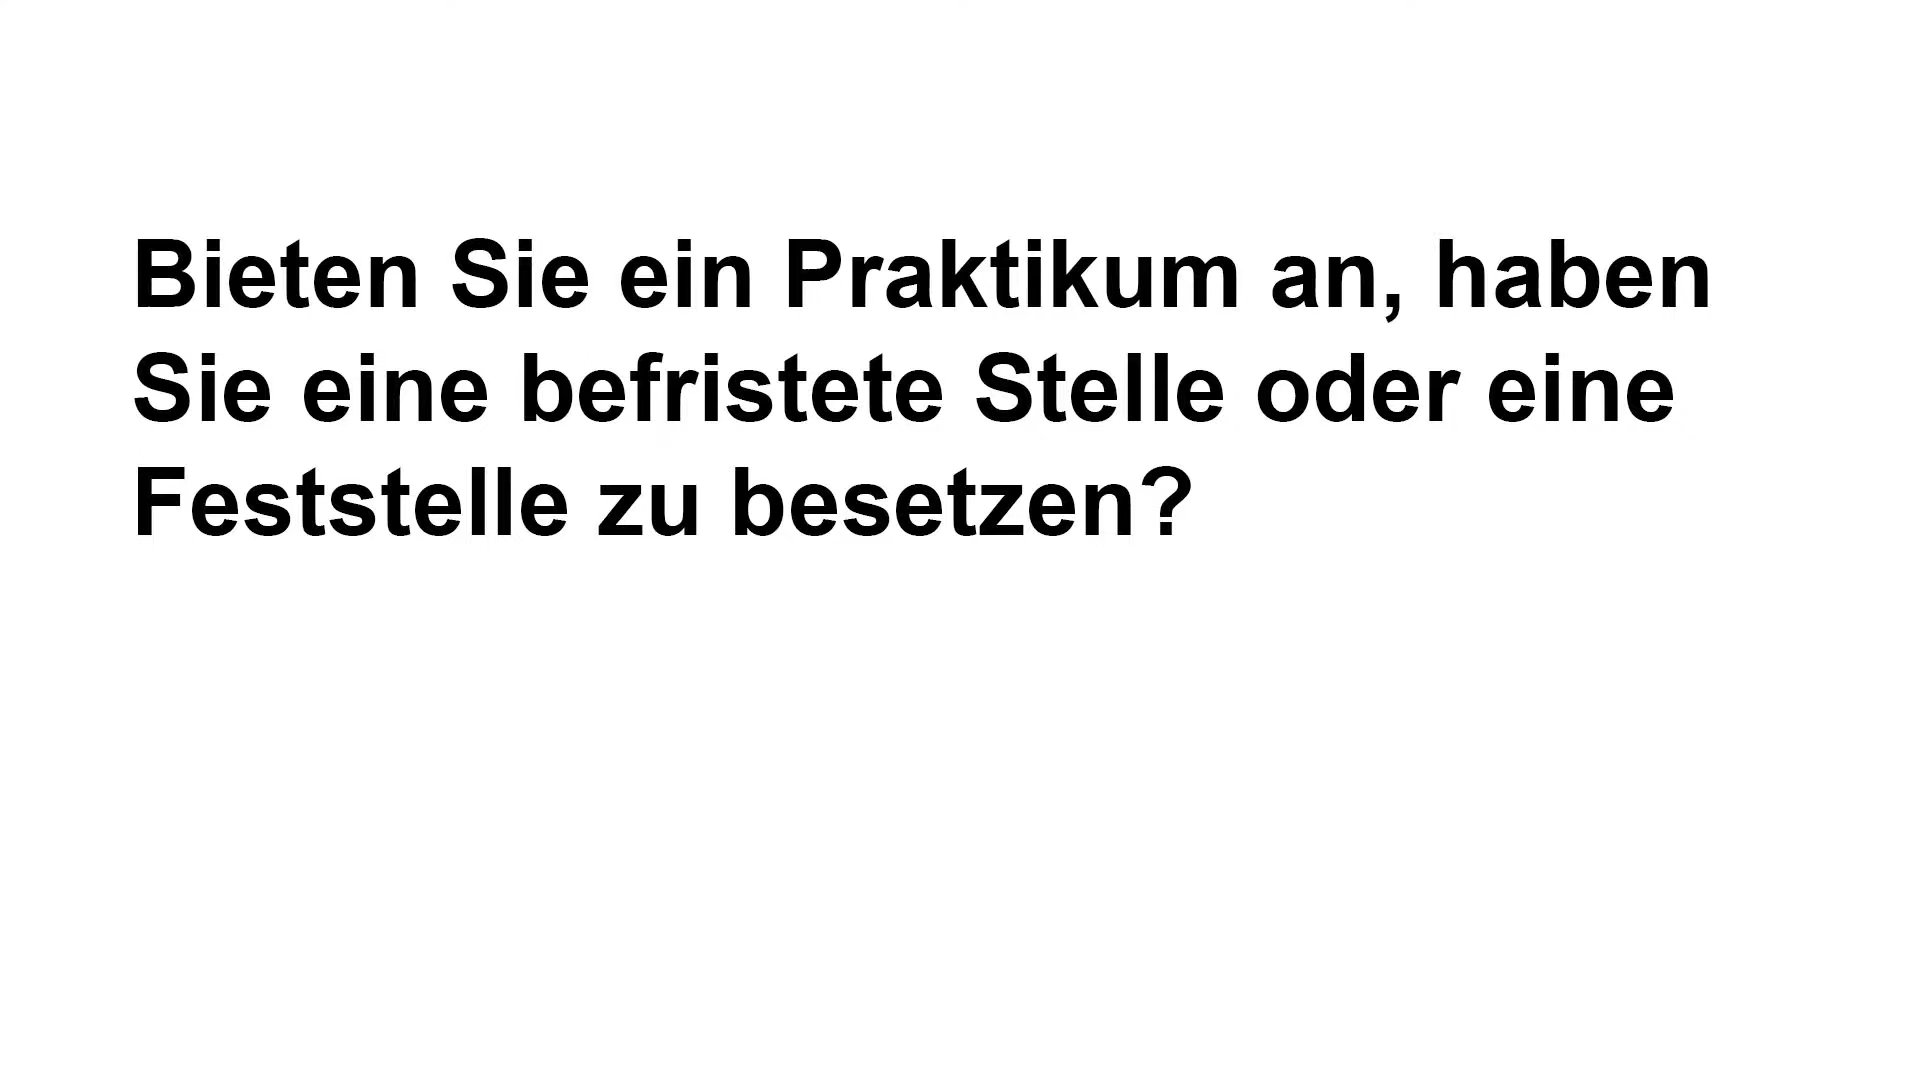 Bieten Sie ein Praktikum an, haben
Sie eine befristete Stelle oder eine
Feststelle zu besetzen?